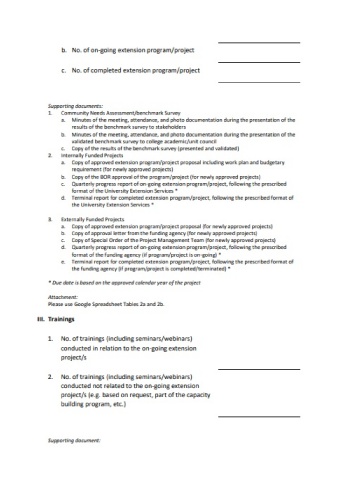 b. No. of on-going extension program/project
c. No. of completed extension program/project
Supporting documents:
1. Community Needs Assessment/benchmark Survey
a. Minutes of the meeting, attendance, and photo documentation during the presentation of the
results of the benchmark survey to stakeholders
b. Minutes of the meeting, attendance, and photo documentation during the presentation of the
validated benchmark survey to college academic/unit council
c. Copy of the results of the benchmark survey (presented and validated)
2. Internally Funded Projects
a. Copy of approved extension program/project proposal including work plan and budgetary
requirement (for newly approved projects)
b. Copy of the BOR approval of the program/project (for newly approved projects)
c. Quarterly progress report of on-going extension program/project, following the prescribed
format of the University Extension Services *
d. Terminal report for completed extension program/project, following the prescribed format of
the University Extension Services *
3. Externally Funded Projects
a. Copy of approved extension program/project proposal (for newly approved projects)
b. Copy of approval letter from the funding agency (for newly approved projects)
c. Copy of Special Order of the Project Management Team (for newly approved projects)
d. Quarterly progress report of on-going extension program/project, following the prescribed
format of the funding agency (if program/project is on-going) *
e. Terminal report for completed extension program/project, following the prescribed format of
the funding agency (if program/project is completed/terminated) *
* Due date is based on the approved calendar year of the project
Attachment:
Please use Google Spreadsheet Tables 2a and 2b.
III. Trainings
1. No. of trainings (including seminars/webinars)
conducted in relation to the on-going extension
project/s
2. No. of trainings (including seminars/webinars)
conducted not related to the on-going extension
project/s (e.g. based on request, part of the capacity
building program, etc.)
Supporting document: